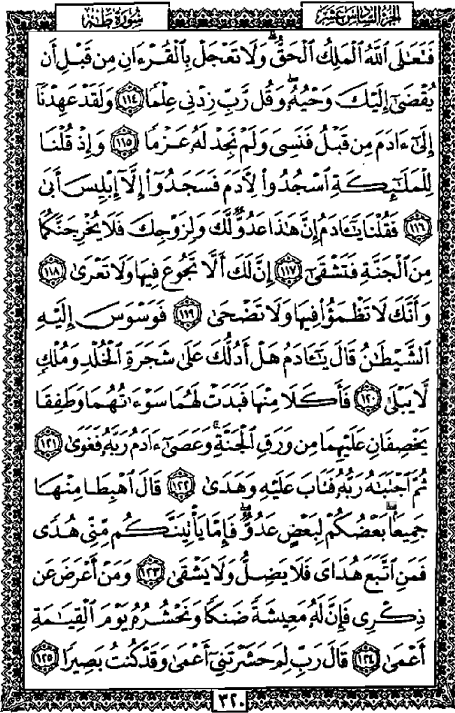 الجزء السادس عشر
سورة طه
فَتَعَٰلَى ٱللَّهُ ٱلْمَلِكُ ٱلْحَقُّ ۗ وَلَا تَعْجَلْ بِٱلْقُرْءَانِ مِن قَبْلِ أَن
يُقْضَىٰٓ إِلَيْكَ وَحْيُهُۥ ۖ وَقُل رَّبِّ زِدْنِى عِلْمًا ١١٤ وَلَقَدْ عَهِدْنَآ
إِلَىٰٓ ءَادَمَ مِن قَبْلُ فَنَسِىَ وَلَمْ نَجِدْ لَهُۥ عَزْمًا ١١٥ وَإِذْ قُلْنَا
لِلْمَلَٰٓئِكَةِ ٱسْجُدُوا۟ لِءَادَمَ فَسَجَدُوٓا۟ إِلَّآ إِبْلِيسَ أَبَىٰ
١١٦ فَقُلْنَا يَٰٓـَٔادَمُ إِنَّ هَٰذَا عَدُوٌّ لَّكَ وَلِزَوْجِكَ فَلَا يُخْرِجَنَّكُمَا
مِنَ ٱلْجَنَّةِ فَتَشْقَىٰٓ ١١٧ إِنَّ لَكَ أَلَّا تَجُوعَ فِيهَا وَلَا تَعْرَىٰ ١١٨
وَأَنَّكَ لَا تَظْمَؤُا۟ فِيهَا وَلَا تَضْحَىٰ ١١٩ فَوَسْوَسَ إِلَيْهِ
ٱلشَّيْطَٰنُ قَالَ يَٰٓـَٔادَمُ هَلْ أَدُلُّكَ عَلَىٰ شَجَرَةِ ٱلْخُلْدِ وَمُلْكٍ
لَّا يَبْلَىٰ ١٢٠ فَأَكَلَا مِنْهَا فَبَدَتْ لَهُمَا سَوْءَٰتُهُمَا وَطَفِقَا
يَخْصِفَانِ عَلَيْهِمَا مِن وَرَقِ ٱلْجَنَّةِ ۚ وَعَصَىٰٓ ءَادَمُ رَبَّهُۥ فَغَوَىٰ ١٢١
ثُمَّ ٱجْتَبَٰهُ رَبُّهُۥ فَتَابَ عَلَيْهِ وَهَدَىٰ ١٢٢ قَالَ ٱهْبِطَا مِنْهَا
جَمِيعًۢا ۖ بَعْضُكُمْ لِبَعْضٍ عَدُوٌّ ۖ فَإِمَّا يَأْتِيَنَّكُم مِّنِّى هُدًى
فَمَنِ ٱتَّبَعَ هُدَاىَ فَلَا يَضِلُّ وَلَا يَشْقَىٰ ١٢٣ وَمَنْ أَعْرَضَ عَن
ذِكْرِى فَإِنَّ لَهُۥ مَعِيشَةً ضَنكًا وَنَحْشُرُهُۥ يَوْمَ ٱلْقِيَٰمَةِ
أَعْمَىٰ ١٢٤ قَالَ رَبِّ لِمَ حَشَرْتَنِىٓ أَعْمَىٰ وَقَدْ كُنتُ بَصِيرًا ١٢٥
٣٢٠